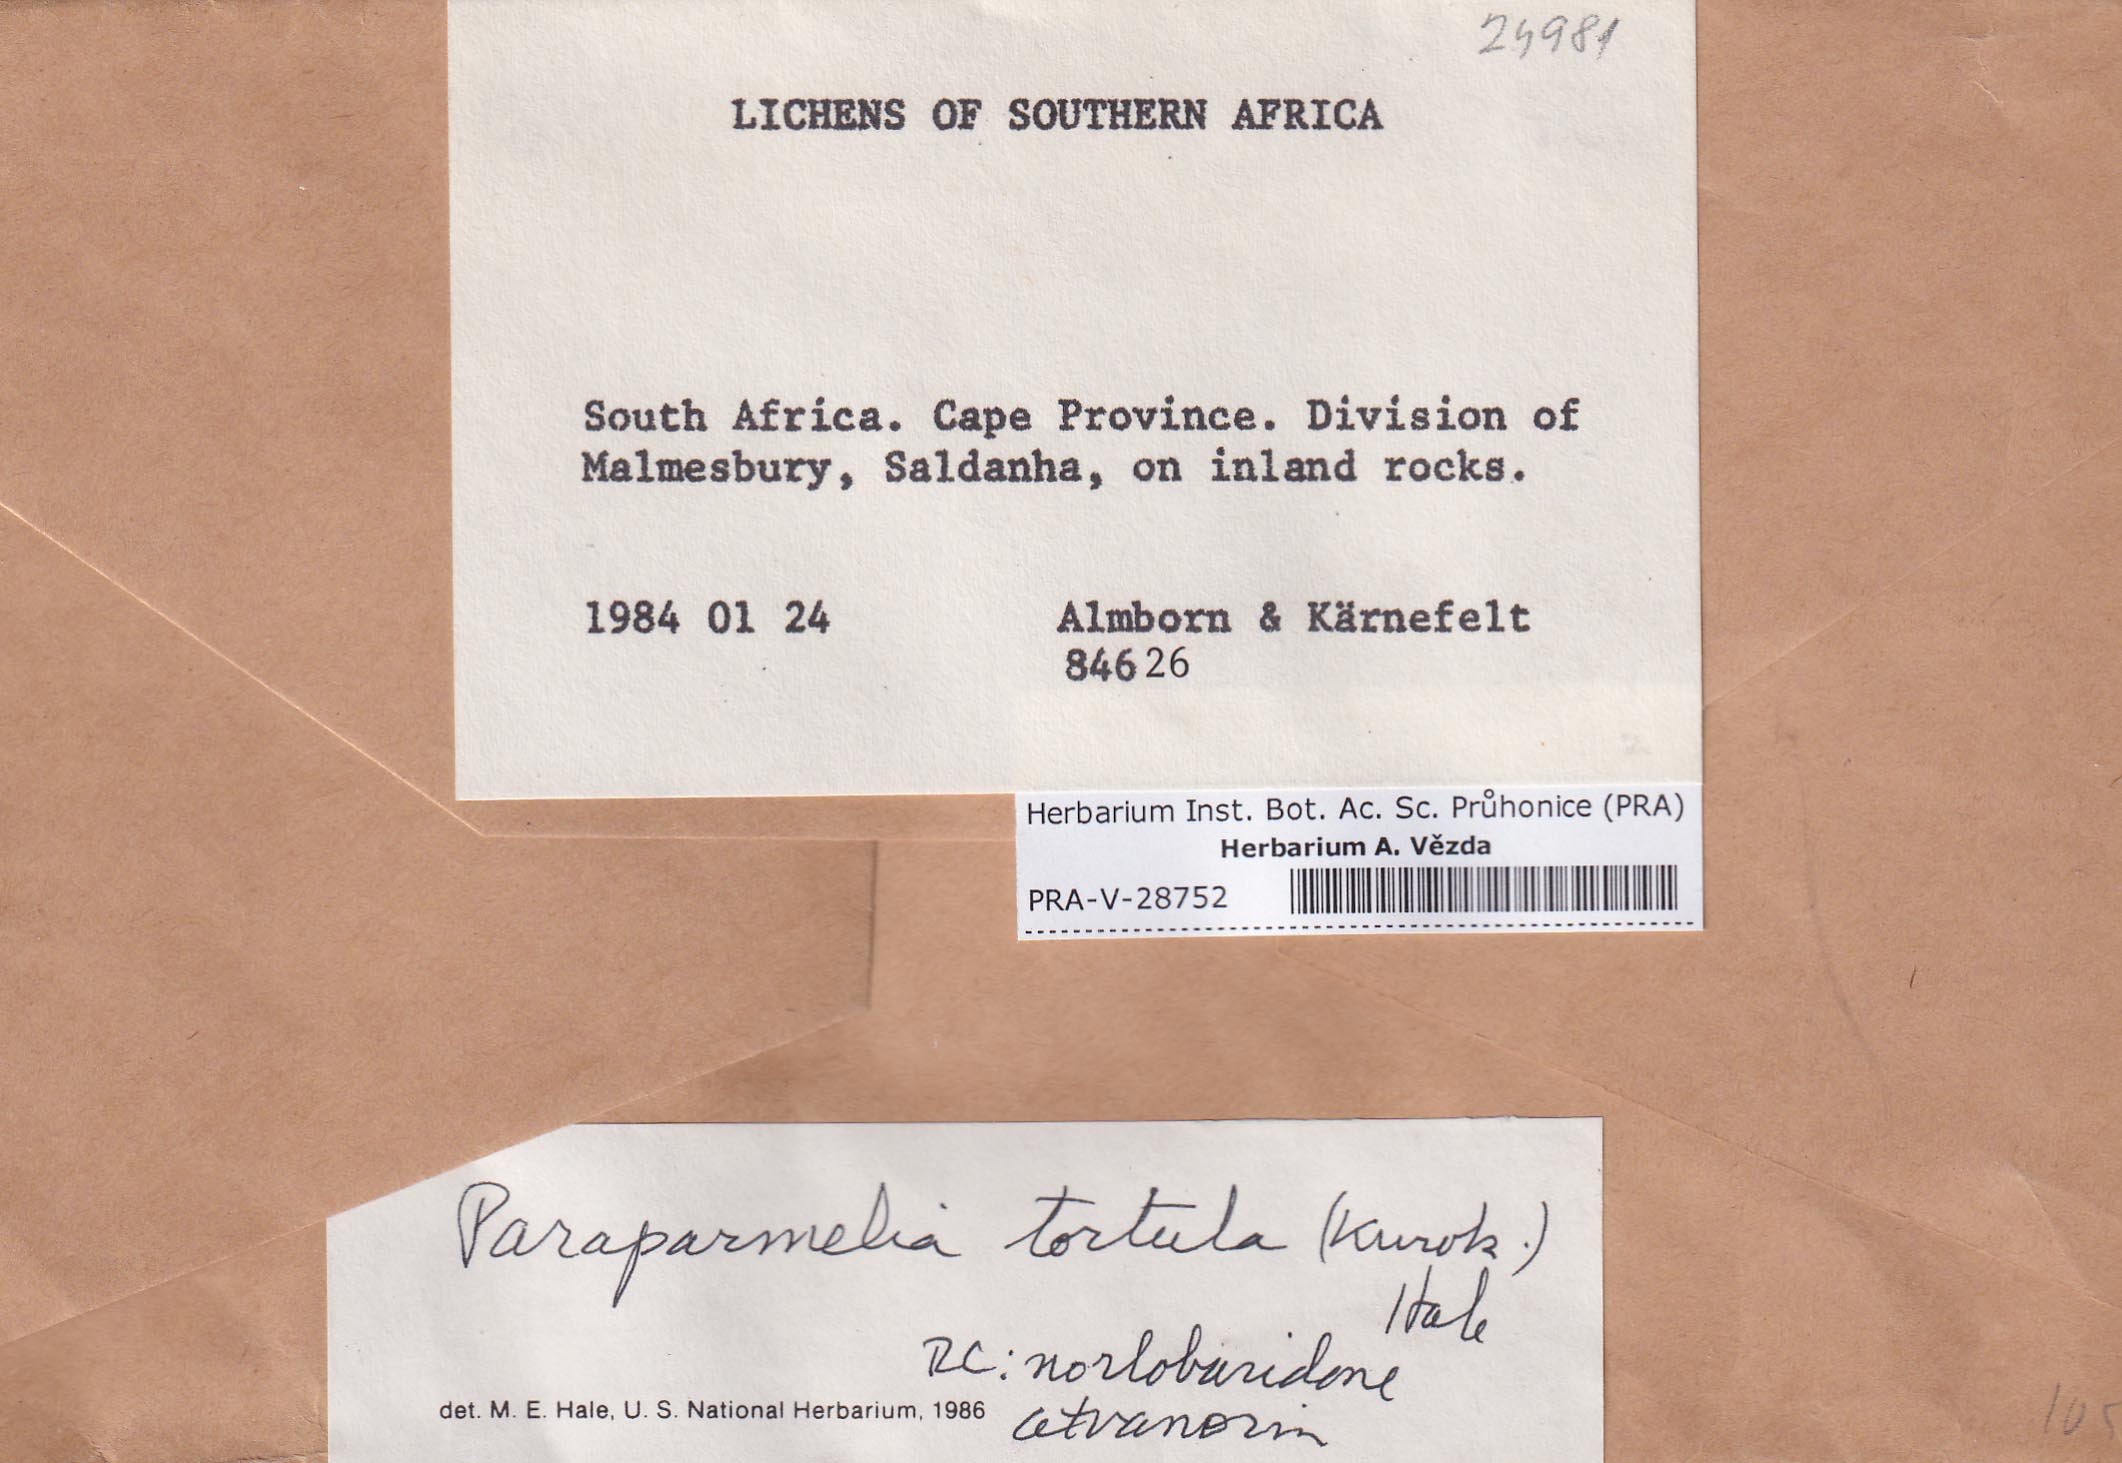 24981
LICHENS OF SOUTHERN AFRICA
South Africa. Cape Province. Division of
Malmesbury, Saldanha, on inland rocks.
1984 01 24 Almborn & Kärnefelt
84626
Herbarium Inst. Bot. Ac. Sc. Průhonice (PRA)
Herbarium A. Vězda
PRA-V-28752
Paraparmelia tortula (Kurok.)
Hale
norlobaridone
det. M. E. Hale, U. S. National Herbarium, 1986 atranorin